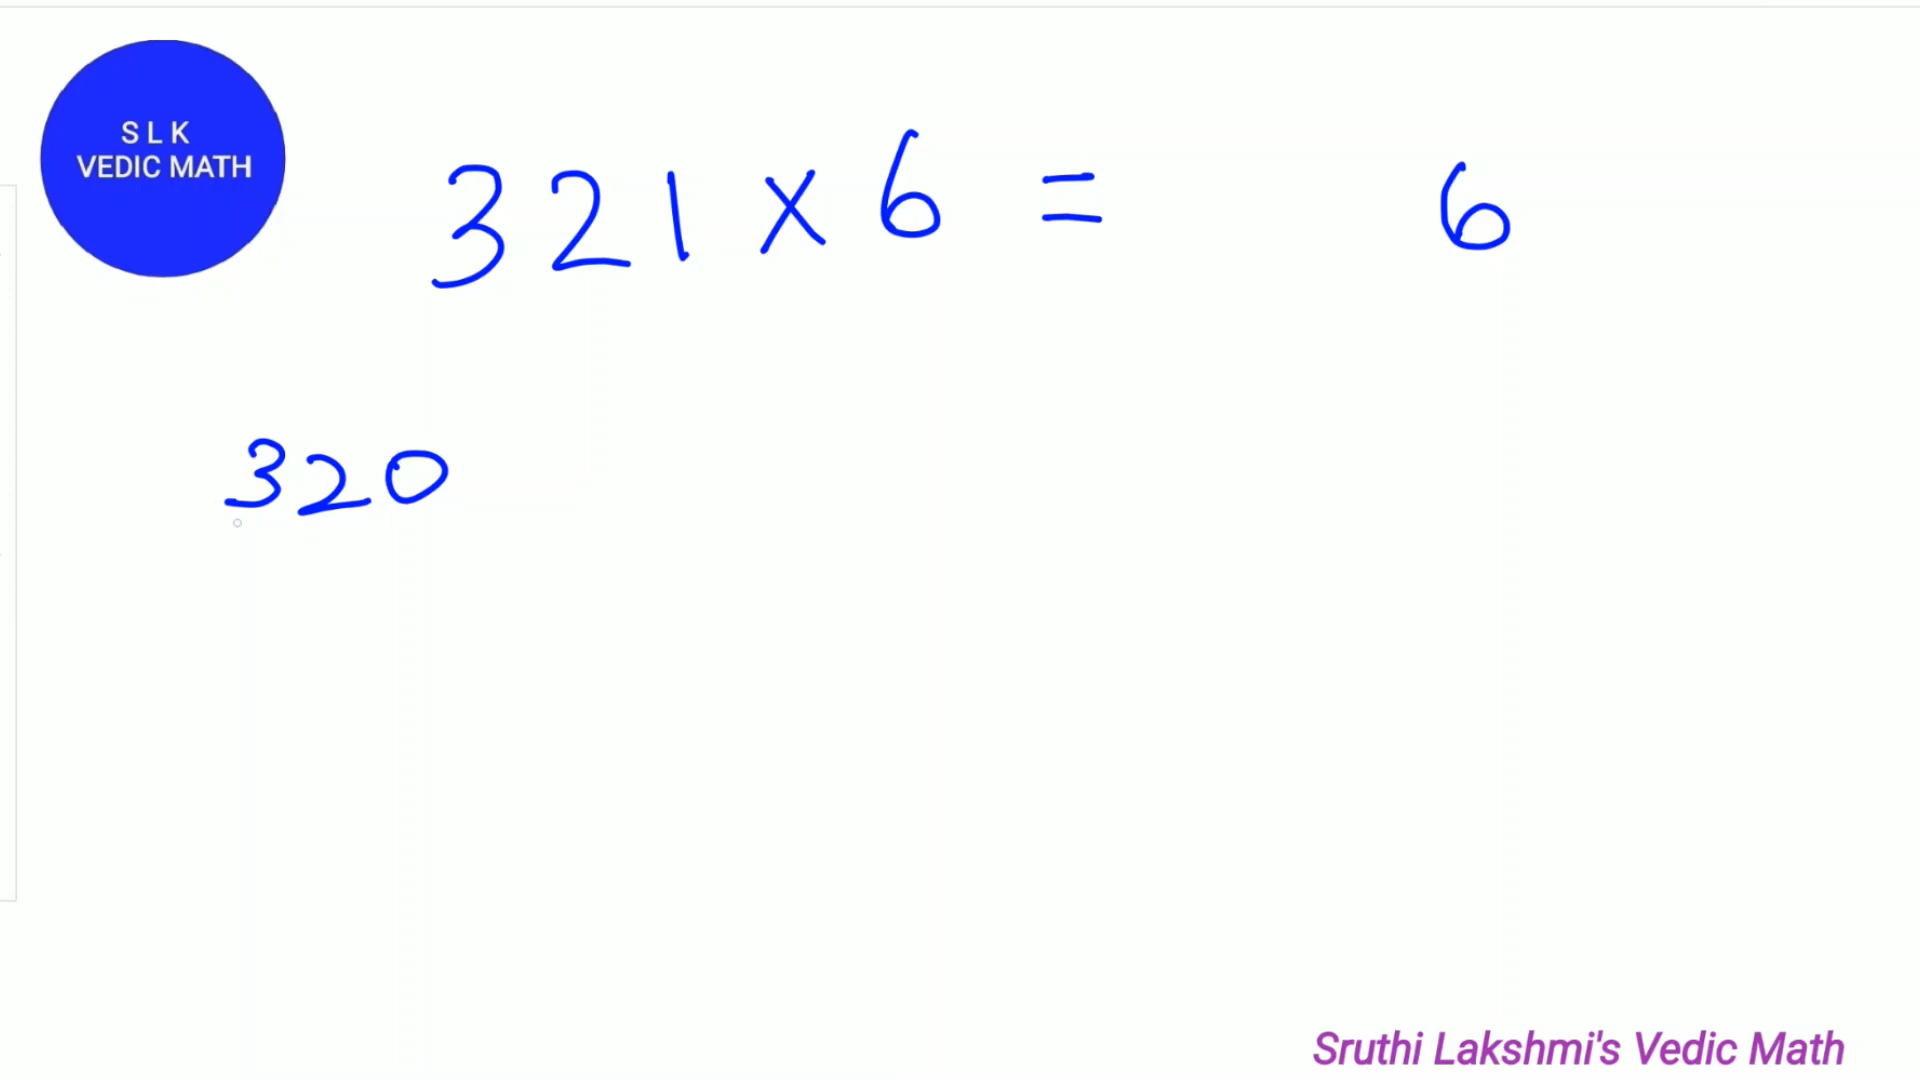 S L K
VEDIC MATH
321 x 6 = 6
320
Sruthi Lakshmi's Vedic Math